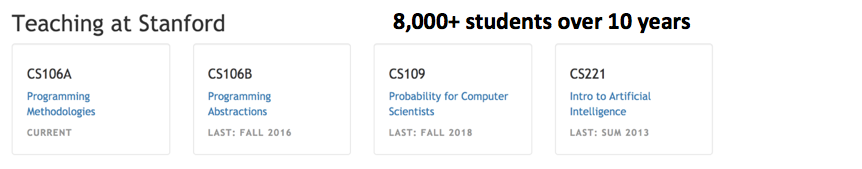 Teaching at Stanford
8,000+ students over 10 years
CS106A
Programming
Methodologies
CURRENT
CS106B
Programming
Abstractions
LAST: FALL 2016
CS109
Probability for Computer
Scientists
LAST: FALL 2018
CS221
Intro to Artificial
Intelligence
LAST: SUM 2013